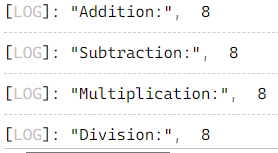 [LOG]: "Addition:",  8
[LOG]: "Subtraction:",  8
[LOG]: "Multiplication:",  8
[LOG]: "Division:",  8